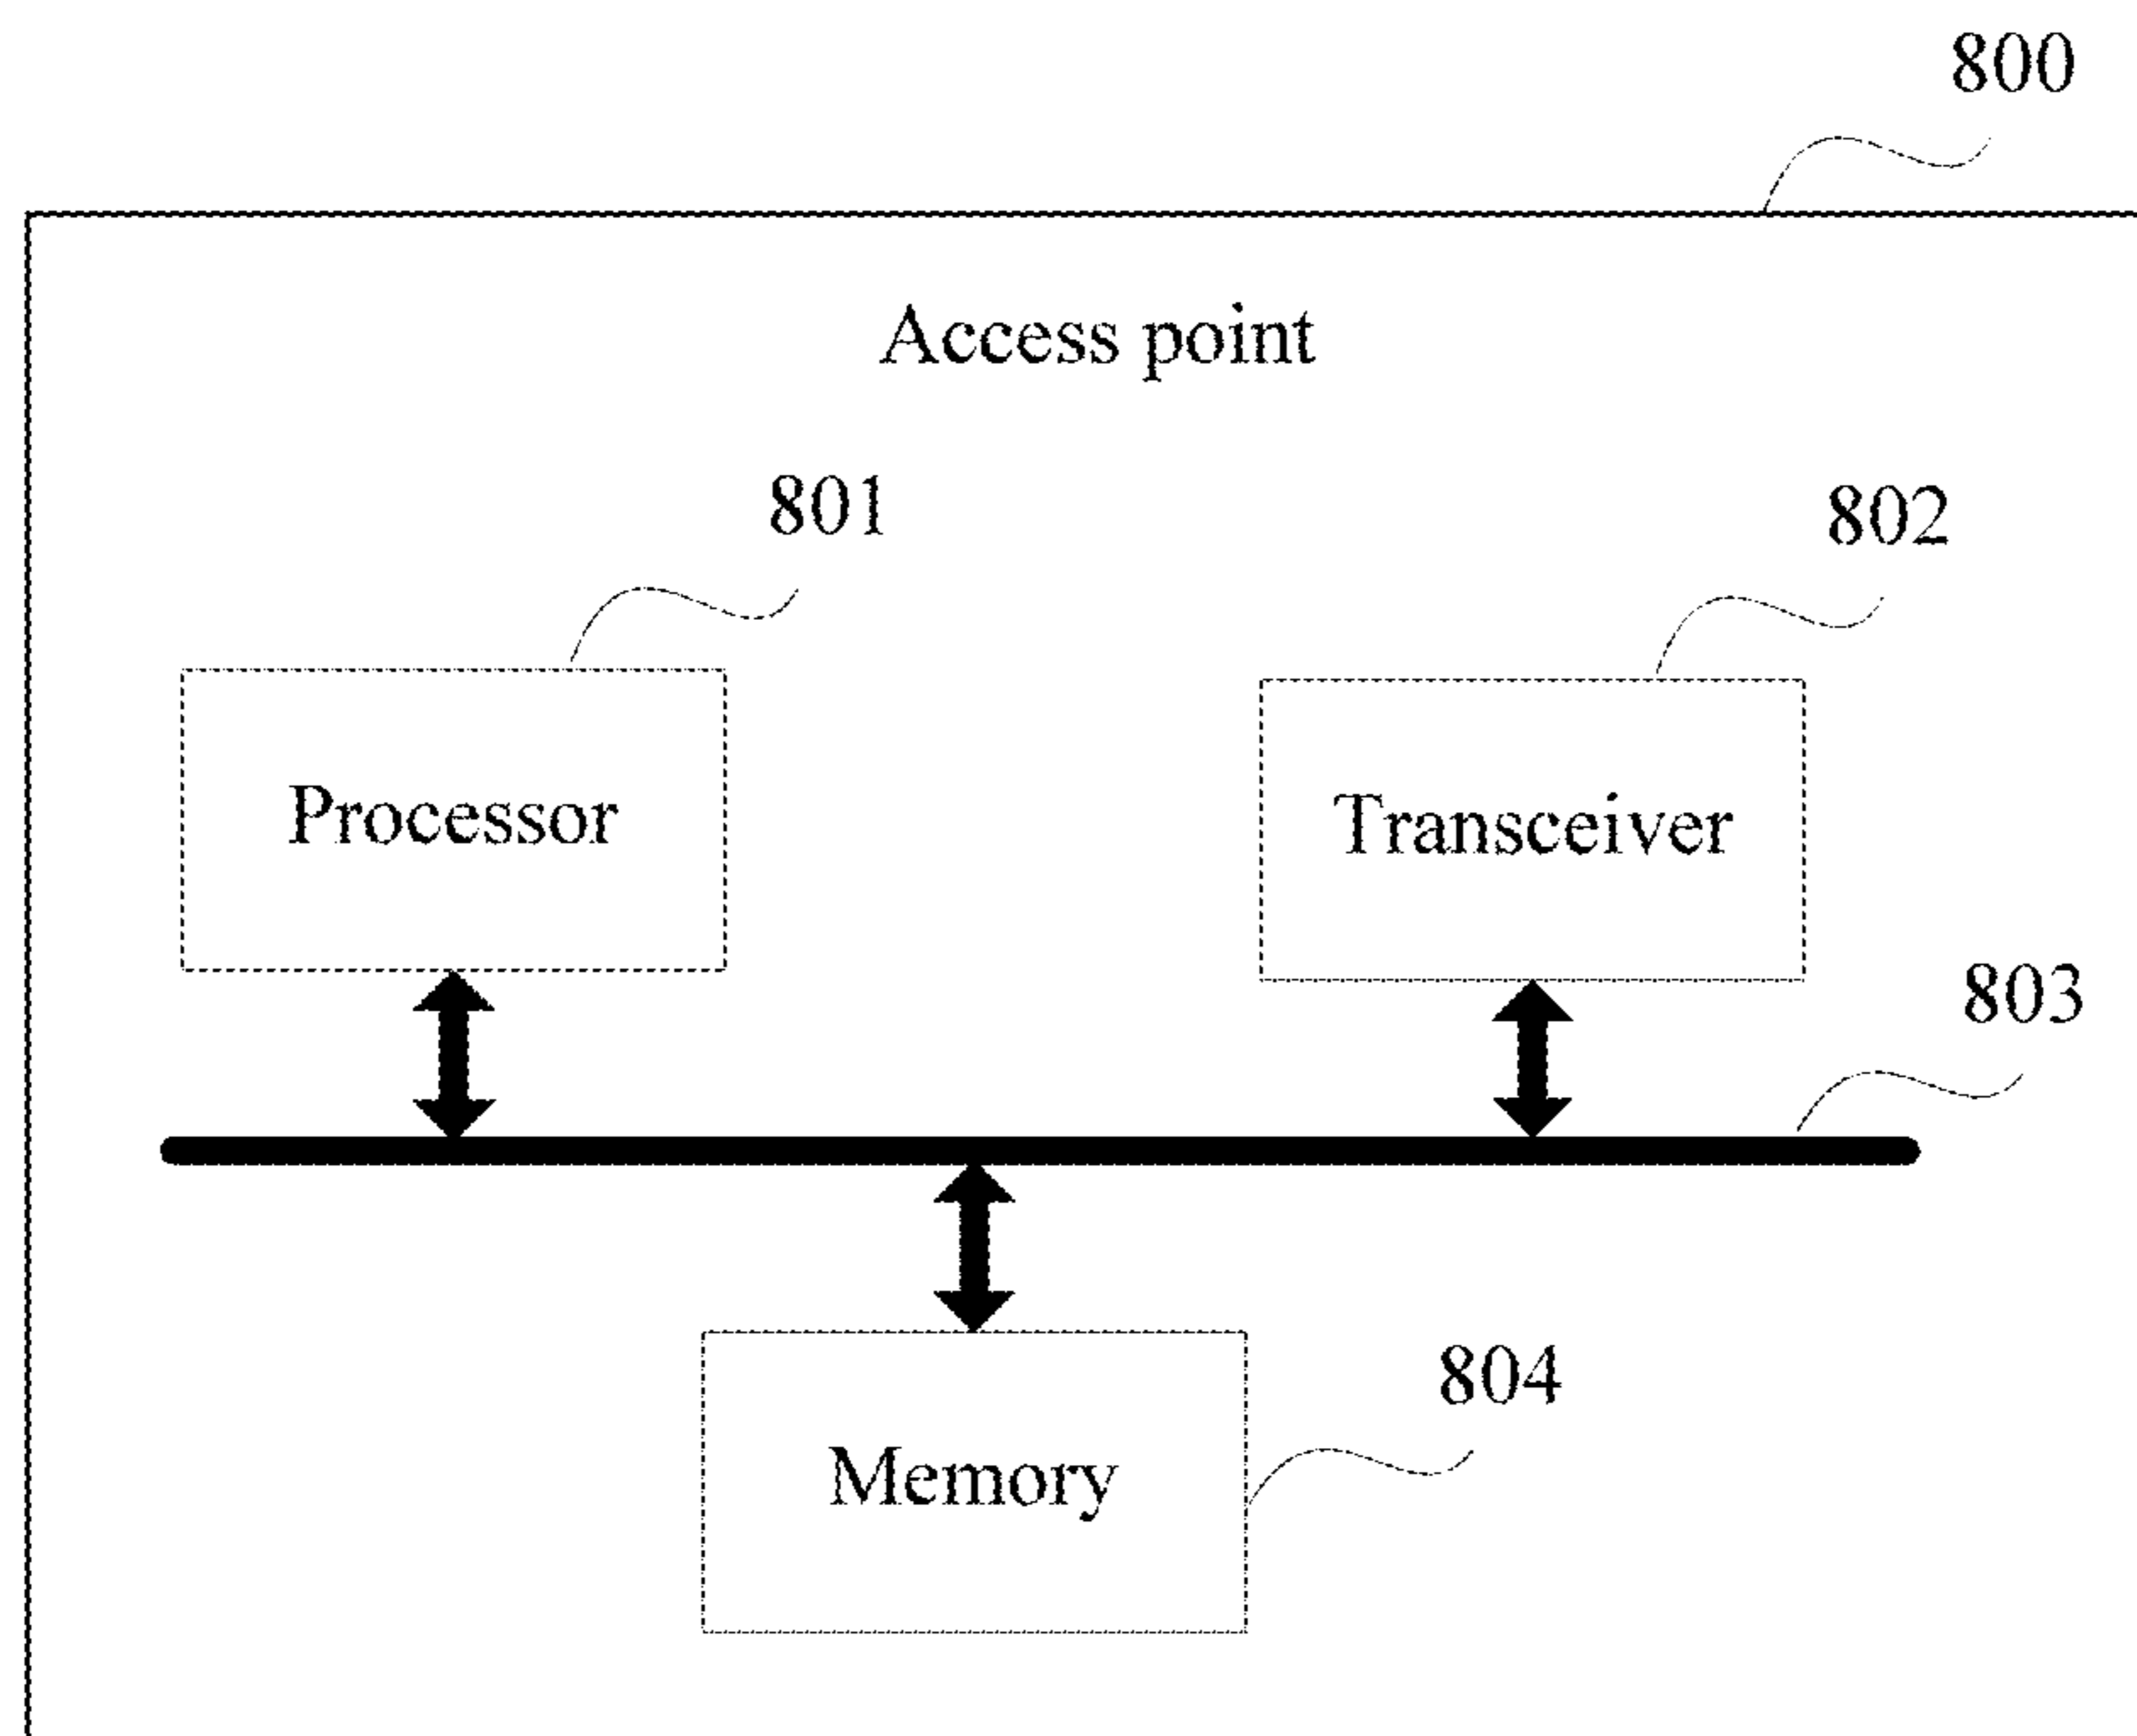 800
Access point
801
802
Processor
Transceiver
803
804
Memory